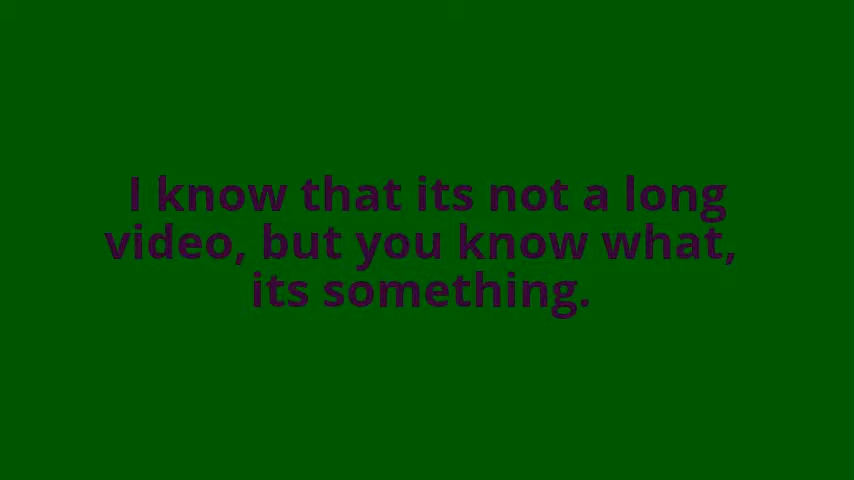 I know that its not a long
video, but you know what,
its something.